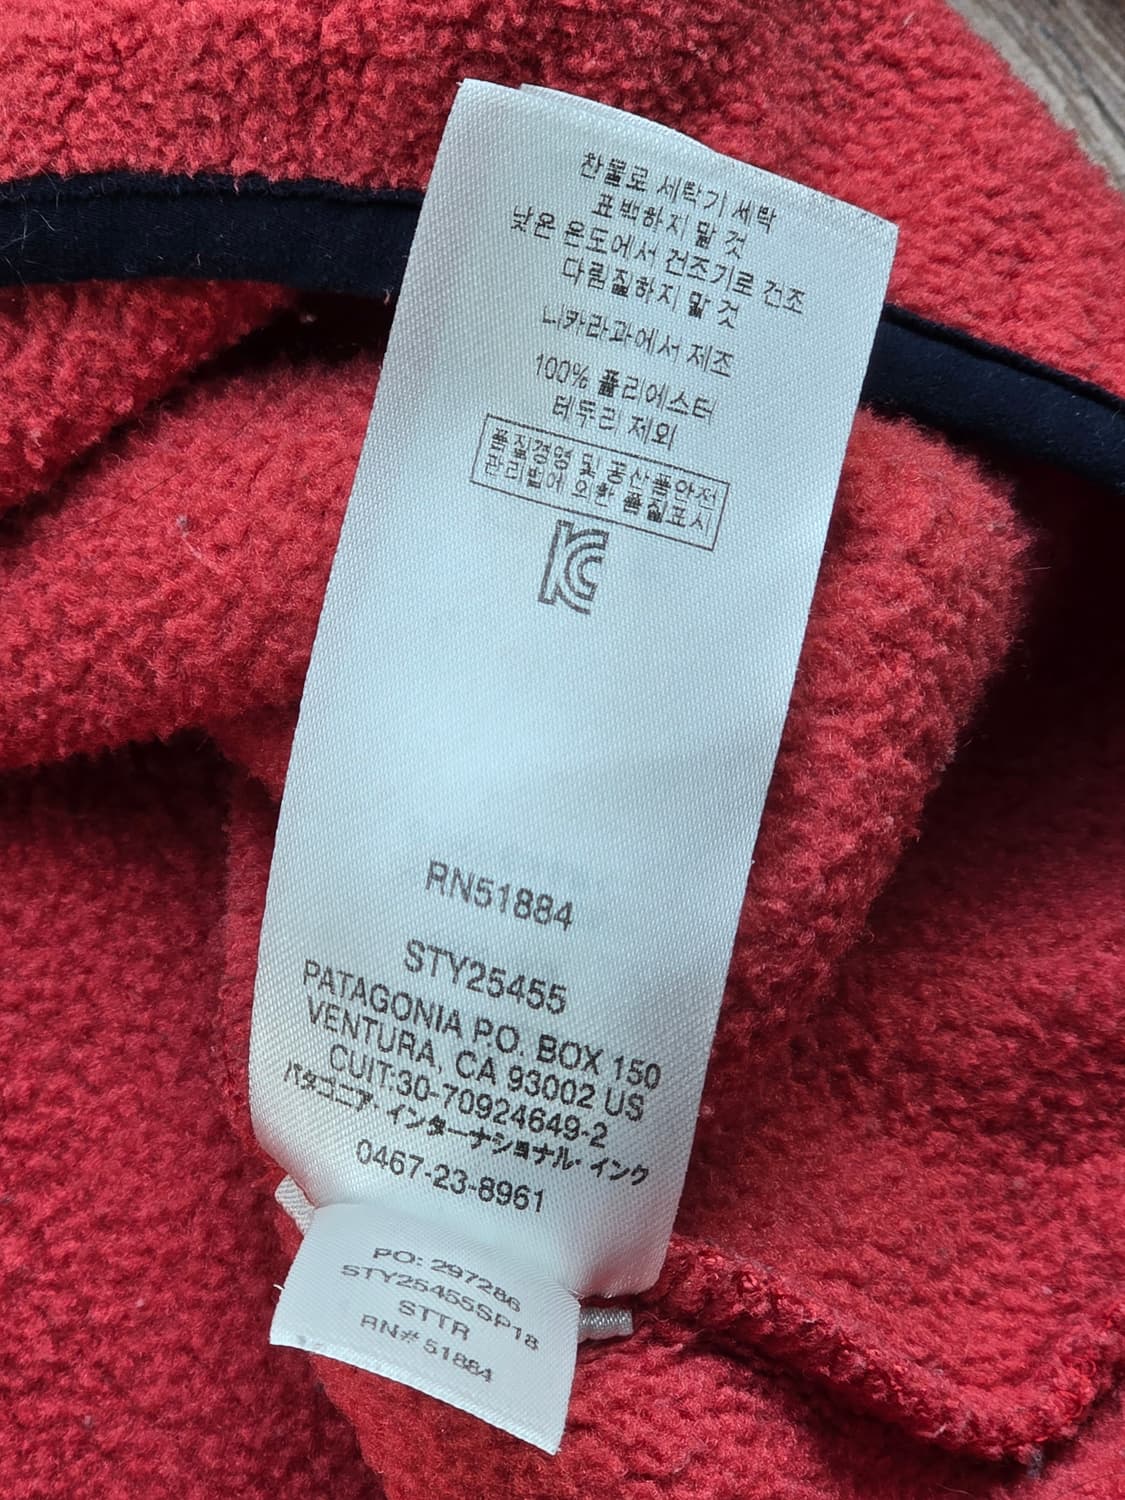 찬물로 세탁기 세탁
표백하지 말 것
낮은 온도에서 건조기로 건조
다림질하지 말 것
니카라과에서 제조
100% 폴리에스터
테두리 제외
품질경영 및 공산품안전
관리법에 의한 품질표시
KC
RN51884
STY25455
PATAGONIA P.O. BOX 150
VENTURA, CA 93002 US
CUIT:30-70924649-2
パタゴニア・インターナショナル・インク
0467-23-8961
PO: 297286
STY25455SP18
STTR
RN# 51884